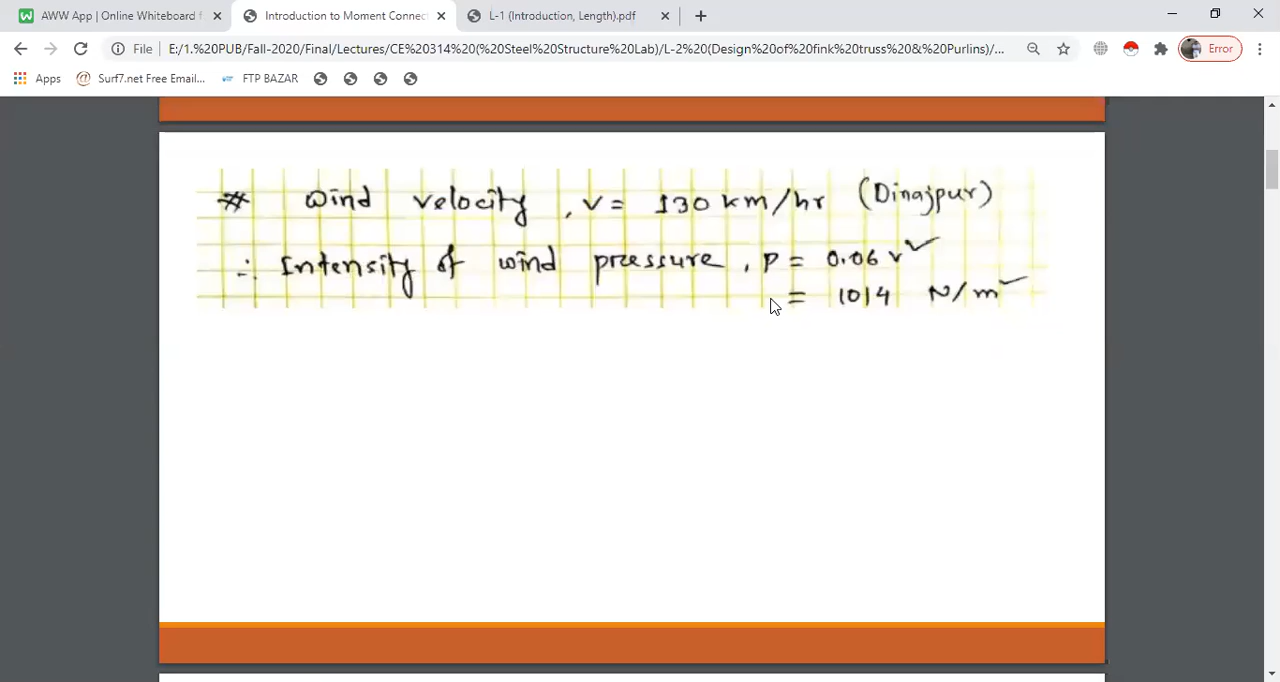 AWW App | Online Whiteboard f
Introduction to Moment Connec
L-1 (Introduction, Length).pdf
File E:/1.%20PUB/Fall-2020/Final/Lectures/CE%20314%20(%20Steel%20Structure%20Lab)/L-2%20(Design%20of%20fink%20truss%20&%20Purlins)/... Error
Apps Surf7.net Free Email... FTP BAZAR
* Wind velocity, v = 130 km/hr (Dinajpur)
∴ Intensity of wind pressure, p = 0.06 v²
= 1014 N/m²